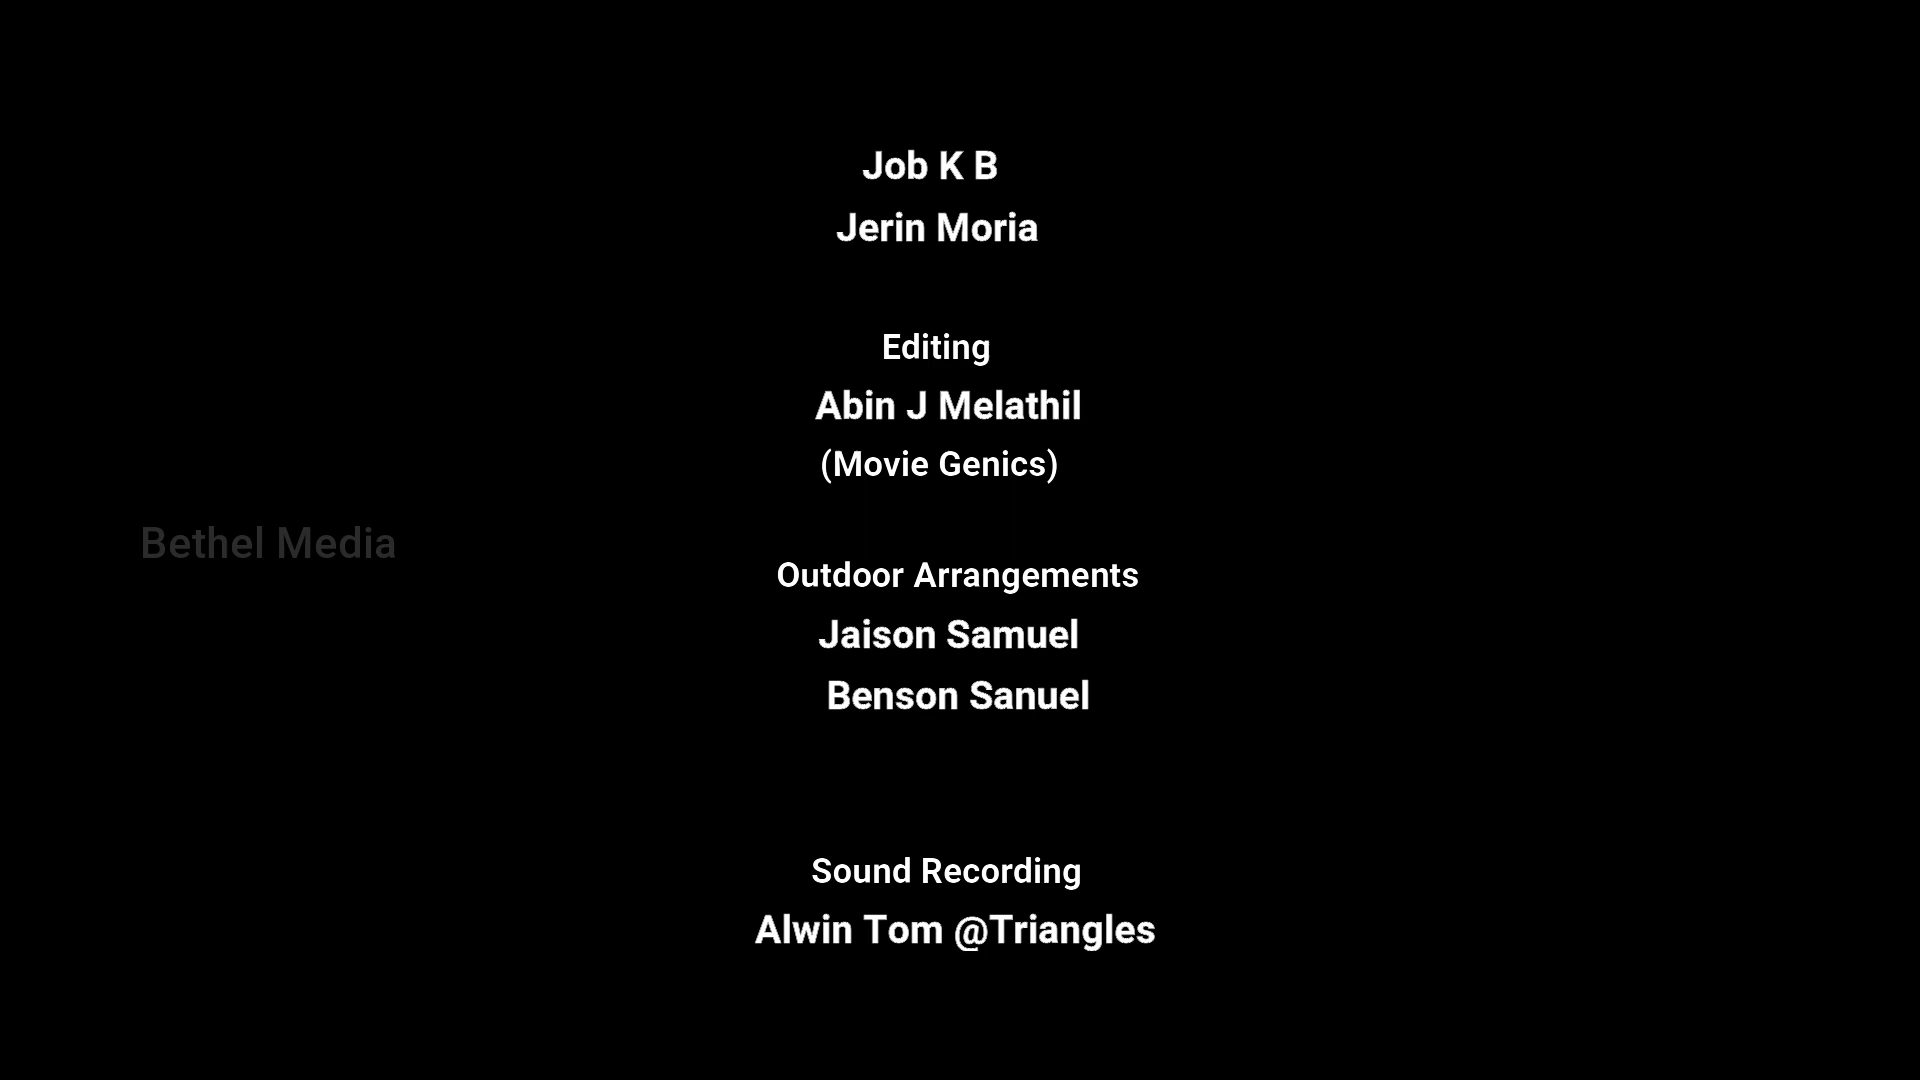 Job K B
Jerin Moria
Editing
Abin J Melathil
(Movie Genics)
Bethel Media
Outdoor Arrangements
Jaison Samuel
Benson Sanuel
Sound Recording
Alwin Tom @Triangles